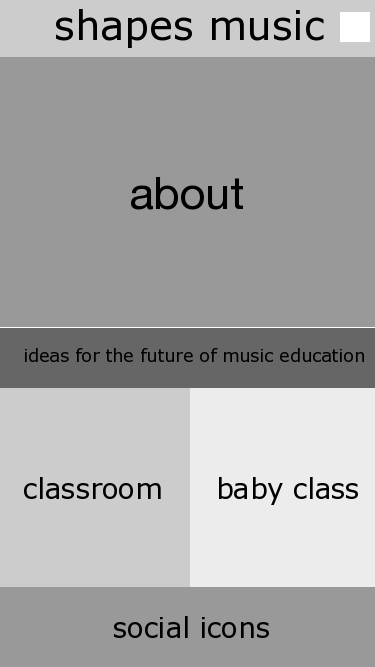 shapes music
about
ideas for the future of music education
classroom
baby class
social icons